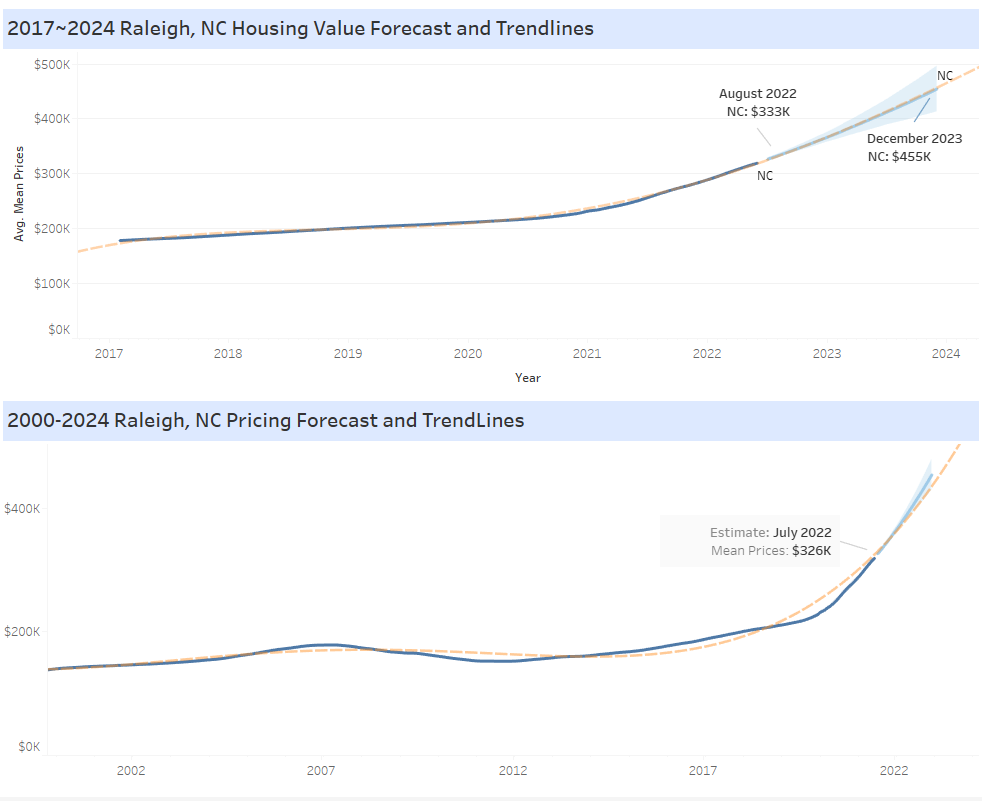 2017~2024 Raleigh, NC Housing Value Forecast and Trendlines
$500K
$400K
$300K
$200K
$100K
$0K
Avg. Mean Prices
August 2022
NC: $333K
NC
NC
December 2023
NC: $455K
2017 2018 2019 2020 2021 2022 2023 2024
Year
2000-2024 Raleigh, NC Pricing Forecast and TrendLines
$400K
$200K
$0K
Estimate: July 2022
Mean Prices: $326K
2002 2007 2012 2017 2022